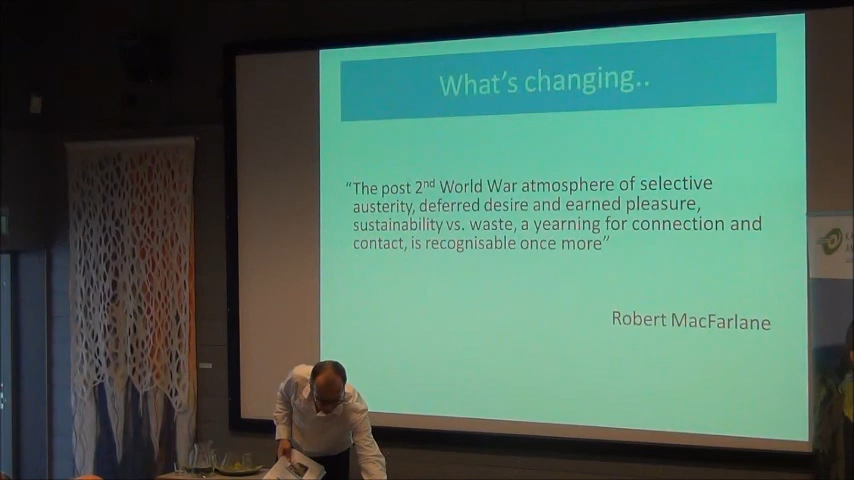 What's changing..
“The post 2nd World War atmosphere of selective
austerity, deferred desire and earned pleasure,
sustainability vs. waste, a yearning for connection and
contact, is recognisable once more”
Robert MacFarlane